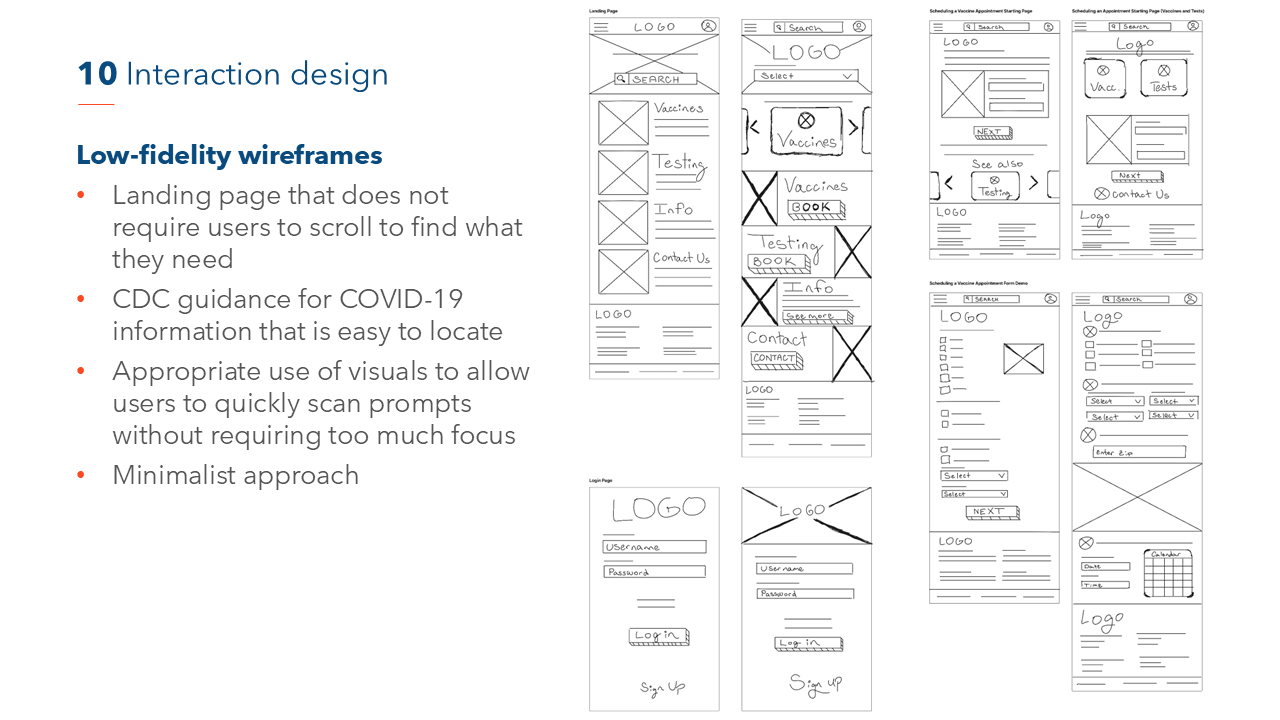 10 Interaction design
Low-fidelity wireframes
• Landing page that does not
require users to scroll to find what
they need
• CDC guidance for COVID-19
information that is easy to locate
• Appropriate use of visuals to allow
users to quickly scan prompts
without requiring too much focus
• Minimalist approach
Landing Page
LOGO
SEARCH
Vaccines
Testing
Info
Contact Us
LOGO
Search
LOGO
Select
Vaccines
Vaccines
BOOK
Testing
BOOK
Info
See more
Contact
CONTACT
LOGO
Login Page
LOGO
Username
Password
Log in
Sign Up
LOGO
Username
Password
Log in
Sign up
Scheduling a Vaccine Appointment Starting Page
Search
LOGO
NEXT
See also
Testing
LOGO
Scheduling an Appointment Starting Page (Vaccines and Tests)
Search
Logo
Vacc.
Tests
Next
Contact Us
Logo
Scheduling a Vaccine Appointment Form Demo
SEARCH
LOGO
Select
Select
NEXT
LOGO
Search
Logo
Select Select
Select Select
Enter Zip
Calendar
Date
Time
Logo